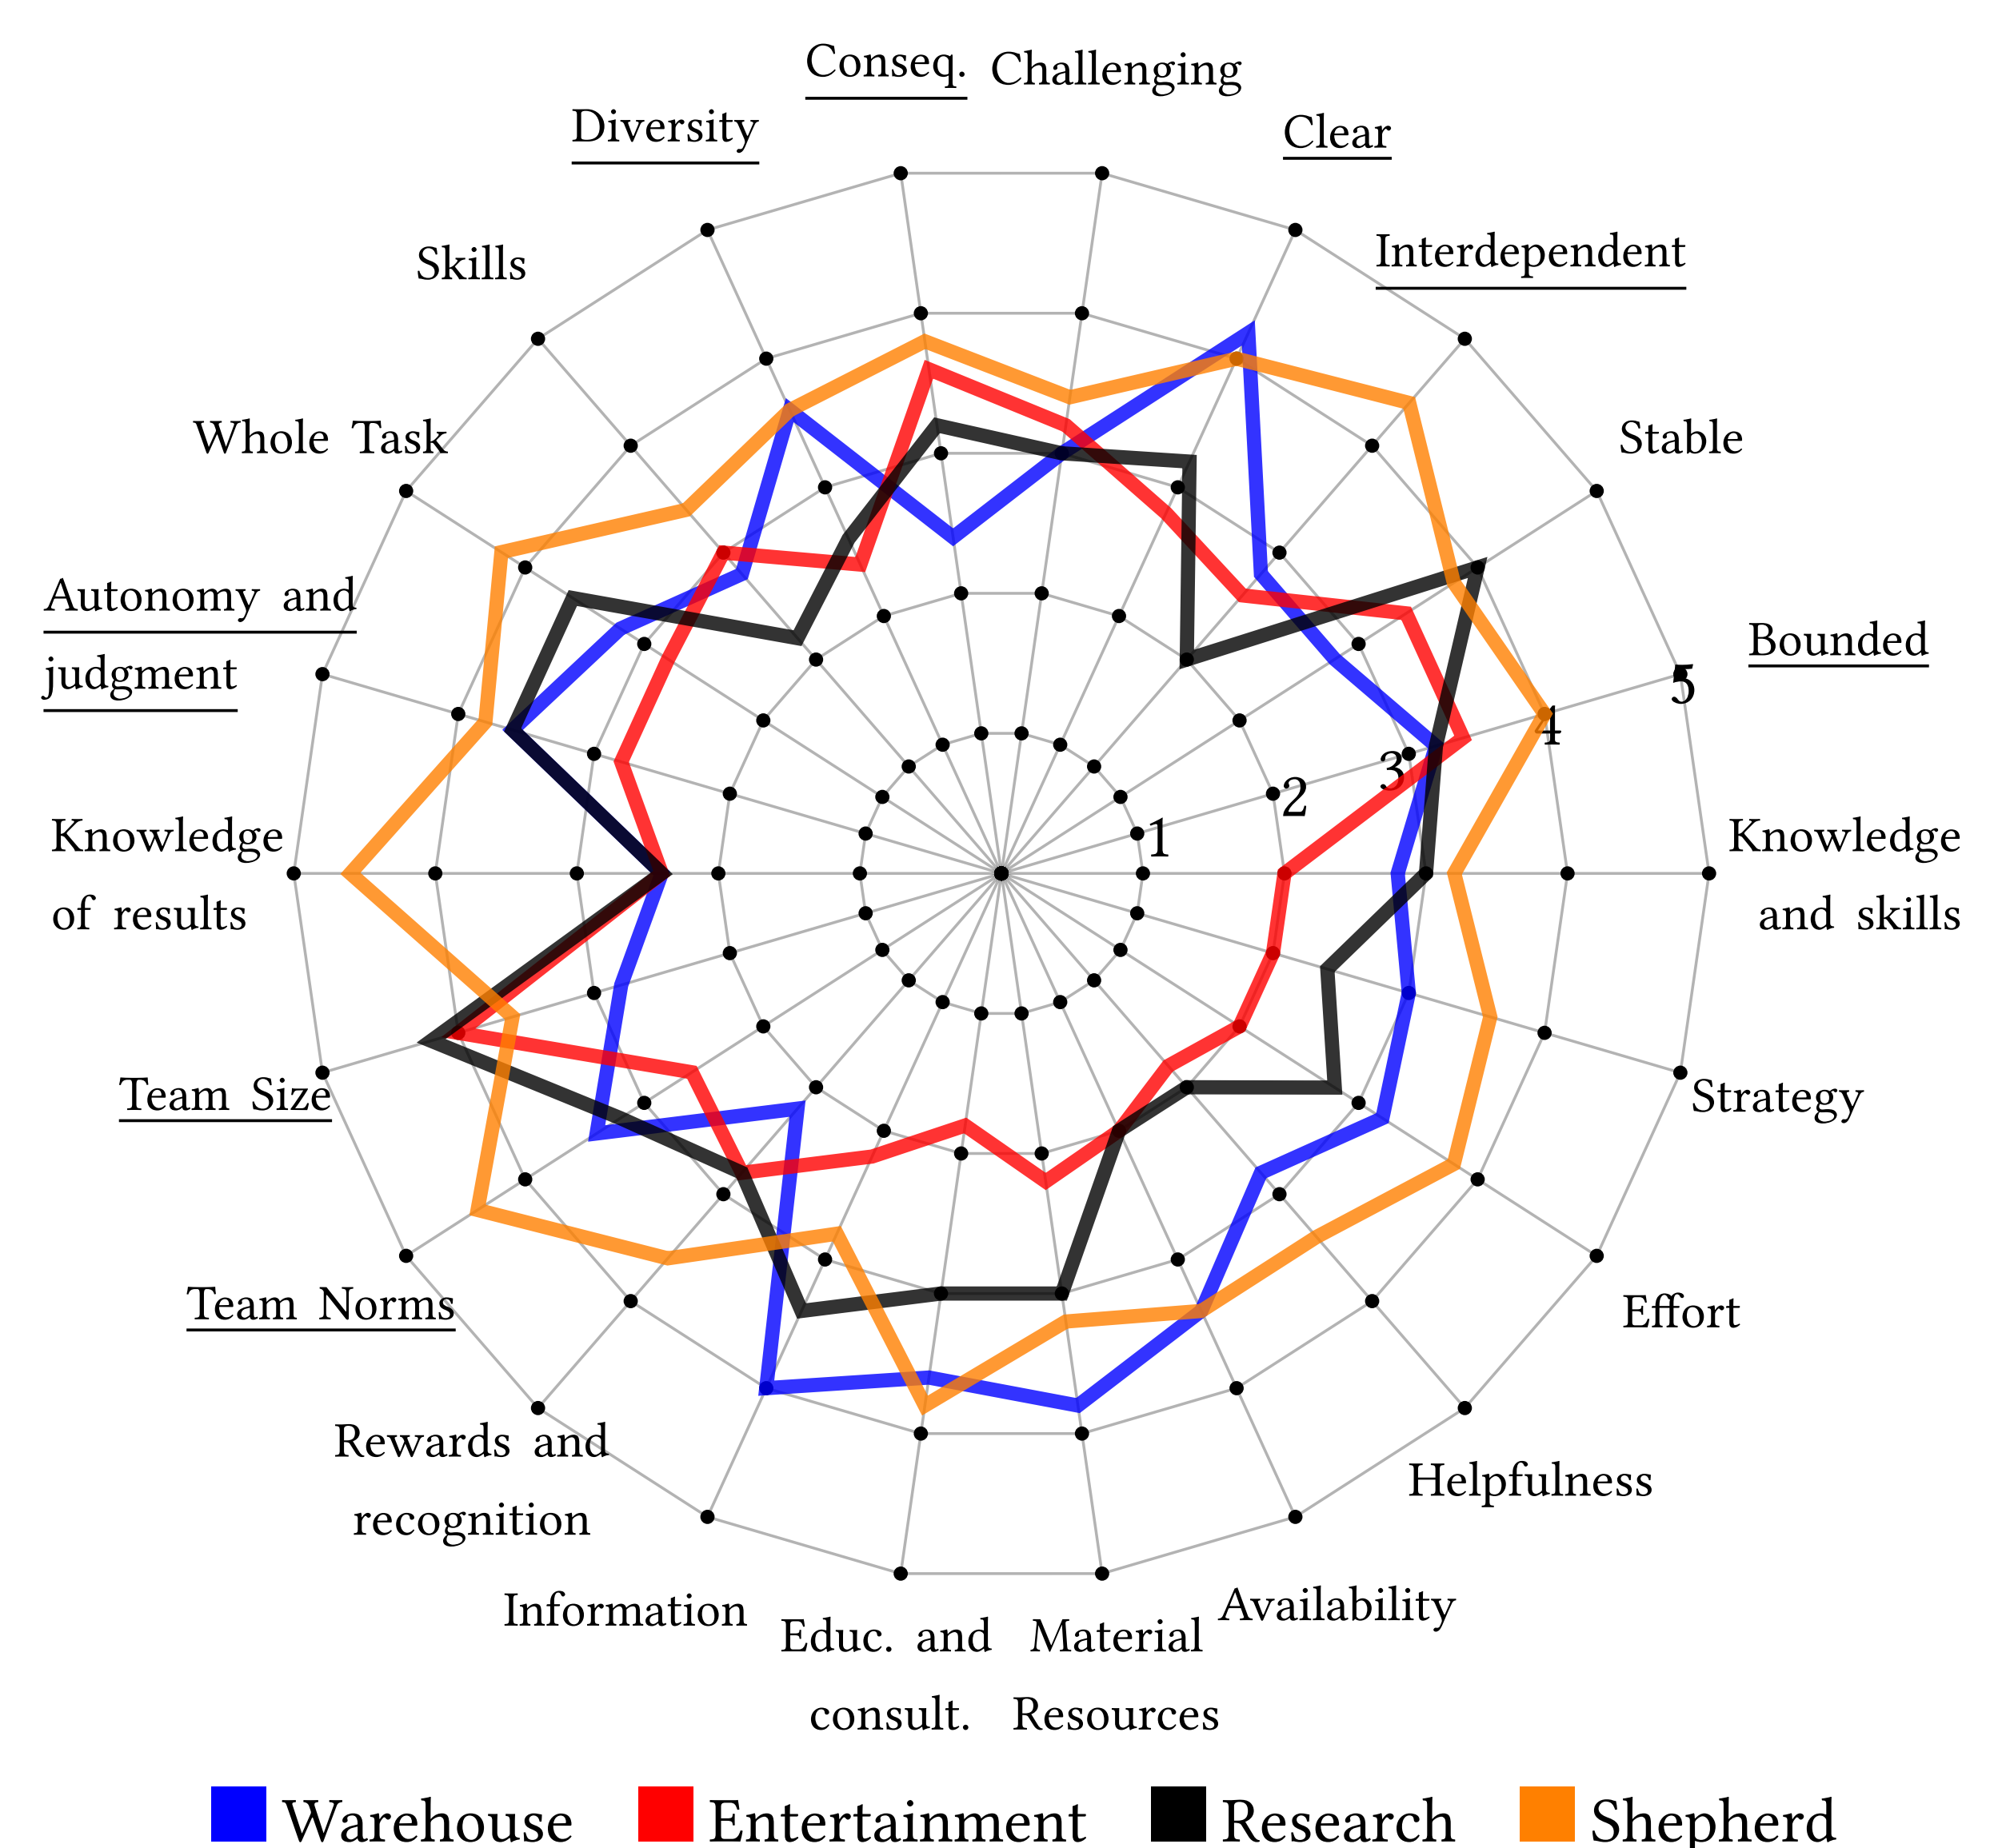 Conseq.
Challenging
Diversity
Clear
Interdependent
Skills
Stable
Whole Task
Autonomy and
judgment
Bounded
5
4
3
2
1
Knowledge
of results
Knowledge
and skills
Team Size
Strategy
Team Norms
Effort
Rewards and
recognition
Helpfulness
Information
Availability
Educ. and
consult.
Material
Resources
Warehouse
Entertainment
Research
Shepherd